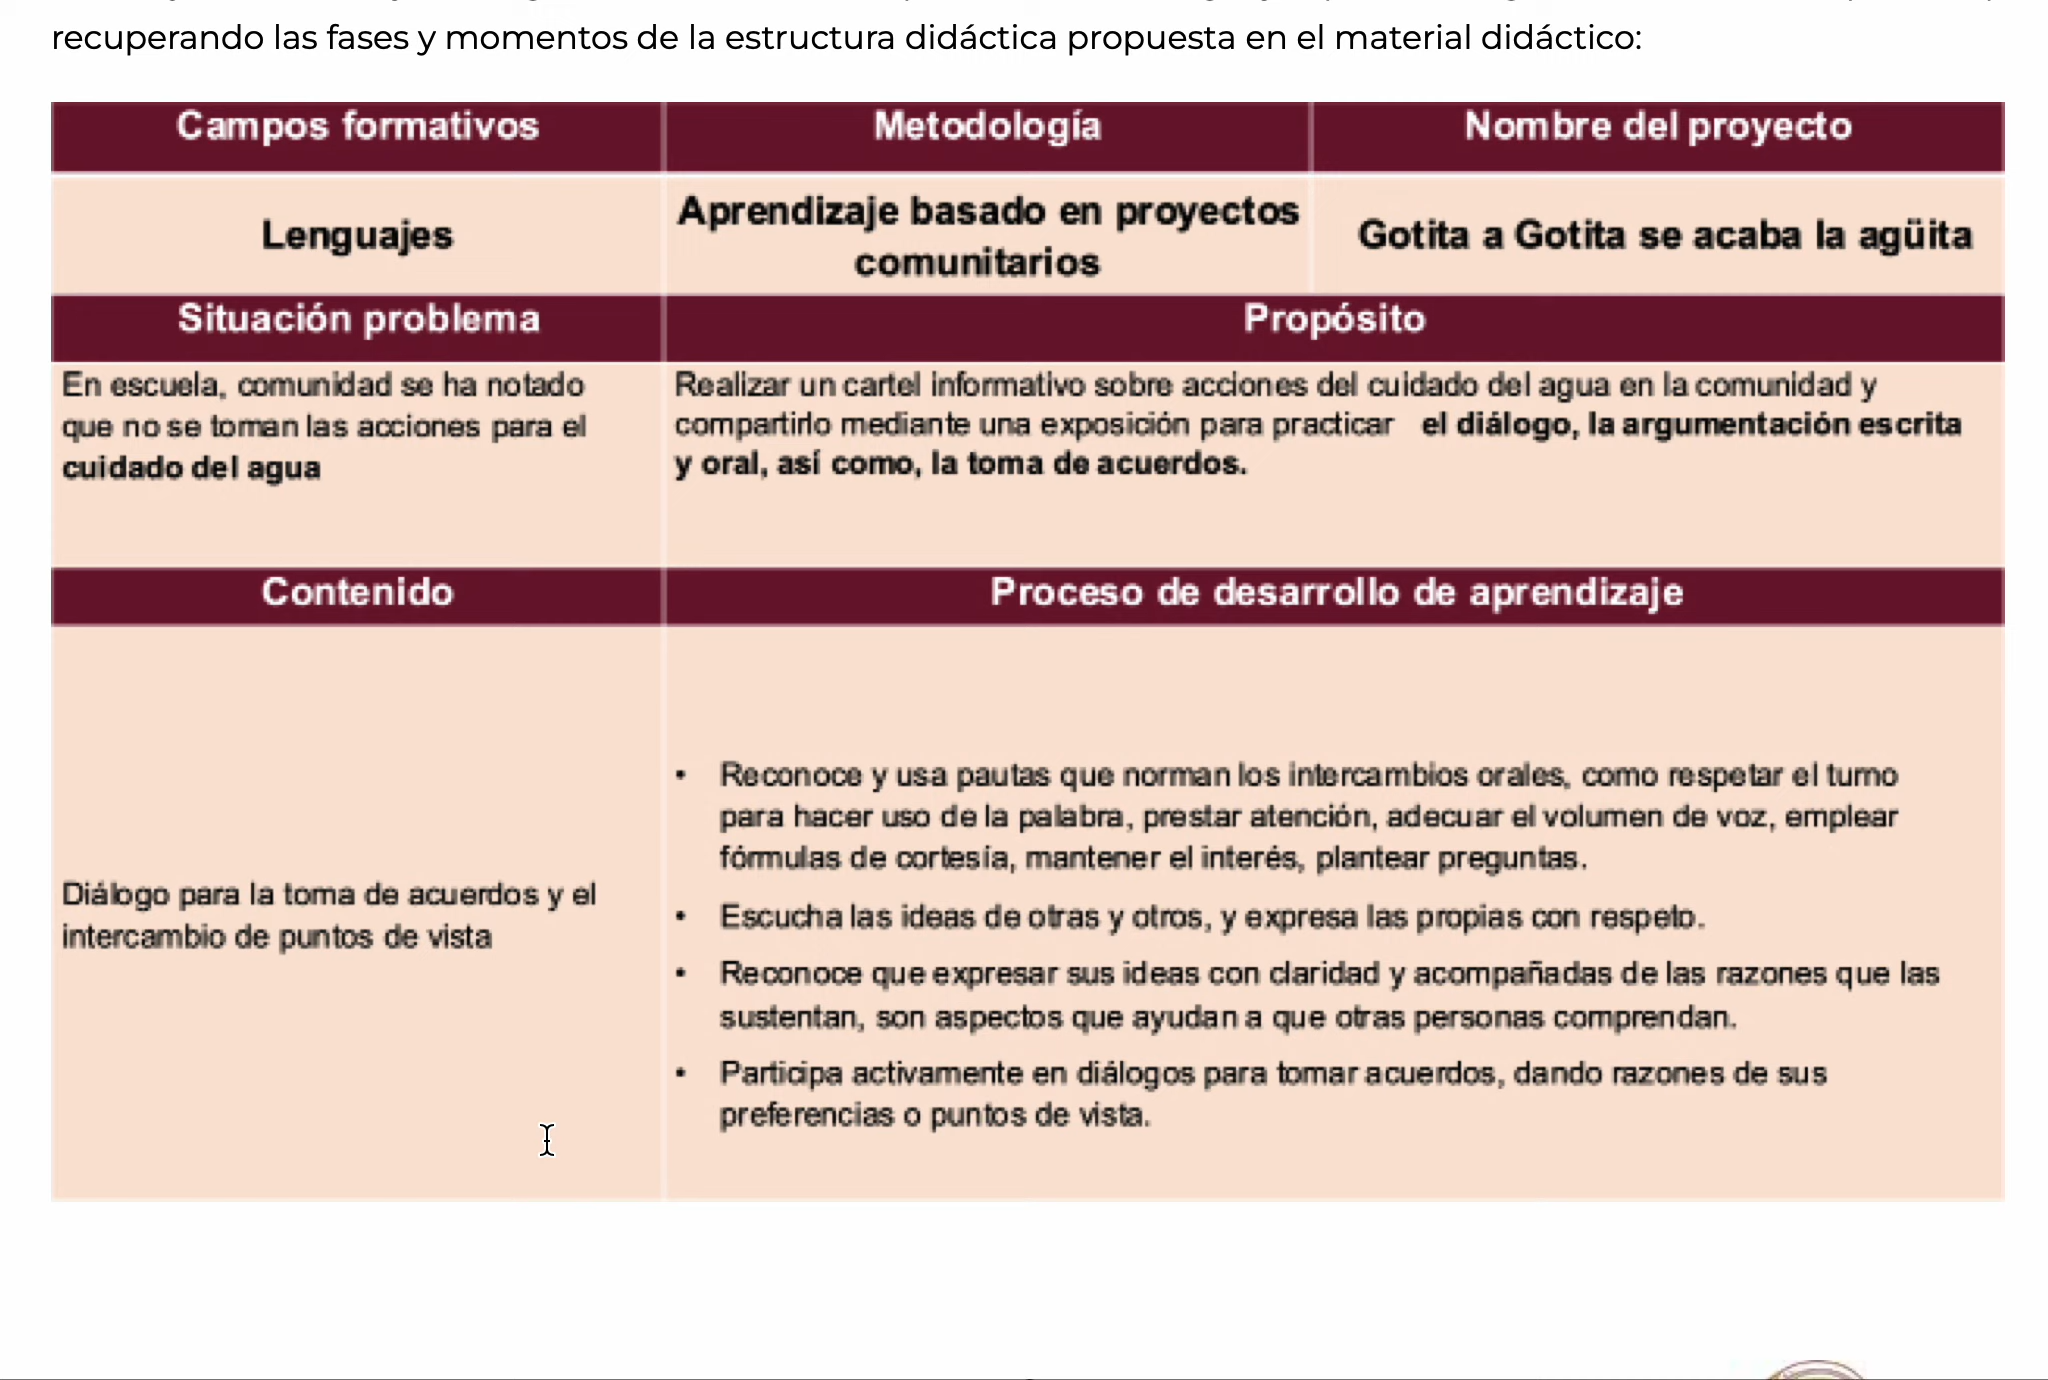 recuperando las fases y momentos de la estructura didáctica propuesta en el material didáctico:
Campos formativos
Metodología
Nombre del proyecto
Lenguajes
Aprendizaje basado en proyectos
comunitarios
Gotita a Gotita se acaba la agüita
Situación problema
Propósito
En escuela, comunidad se ha notado
que no se toman las acciones para el
cuidado del agua
Realizar un cartel informativo sobre acciones del cuidado del agua en la comunidad y
compartirlo mediante una exposición para practicar el diálogo, la argumentación escrita
y oral, así como, la toma de acuerdos.
Contenido
Proceso de desarrollo de aprendizaje
Diálogo para la toma de acuerdos y el
intercambio de puntos de vista
• Reconoce y usa pautas que norman los intercambios orales, como respetar el turno
para hacer uso de la palabra, prestar atención, adecuar el volumen de voz, emplear
fórmulas de cortesía, mantener el interés, plantear preguntas.
• Escucha las ideas de otras y otros, y expresa las propias con respeto.
• Reconoce que expresar sus ideas con claridad y acompañadas de las razones que las
sustentan, son aspectos que ayudan a que otras personas comprendan.
• Participa activamente en diálogos para tomar acuerdos, dando razones de sus
preferencias o puntos de vista.